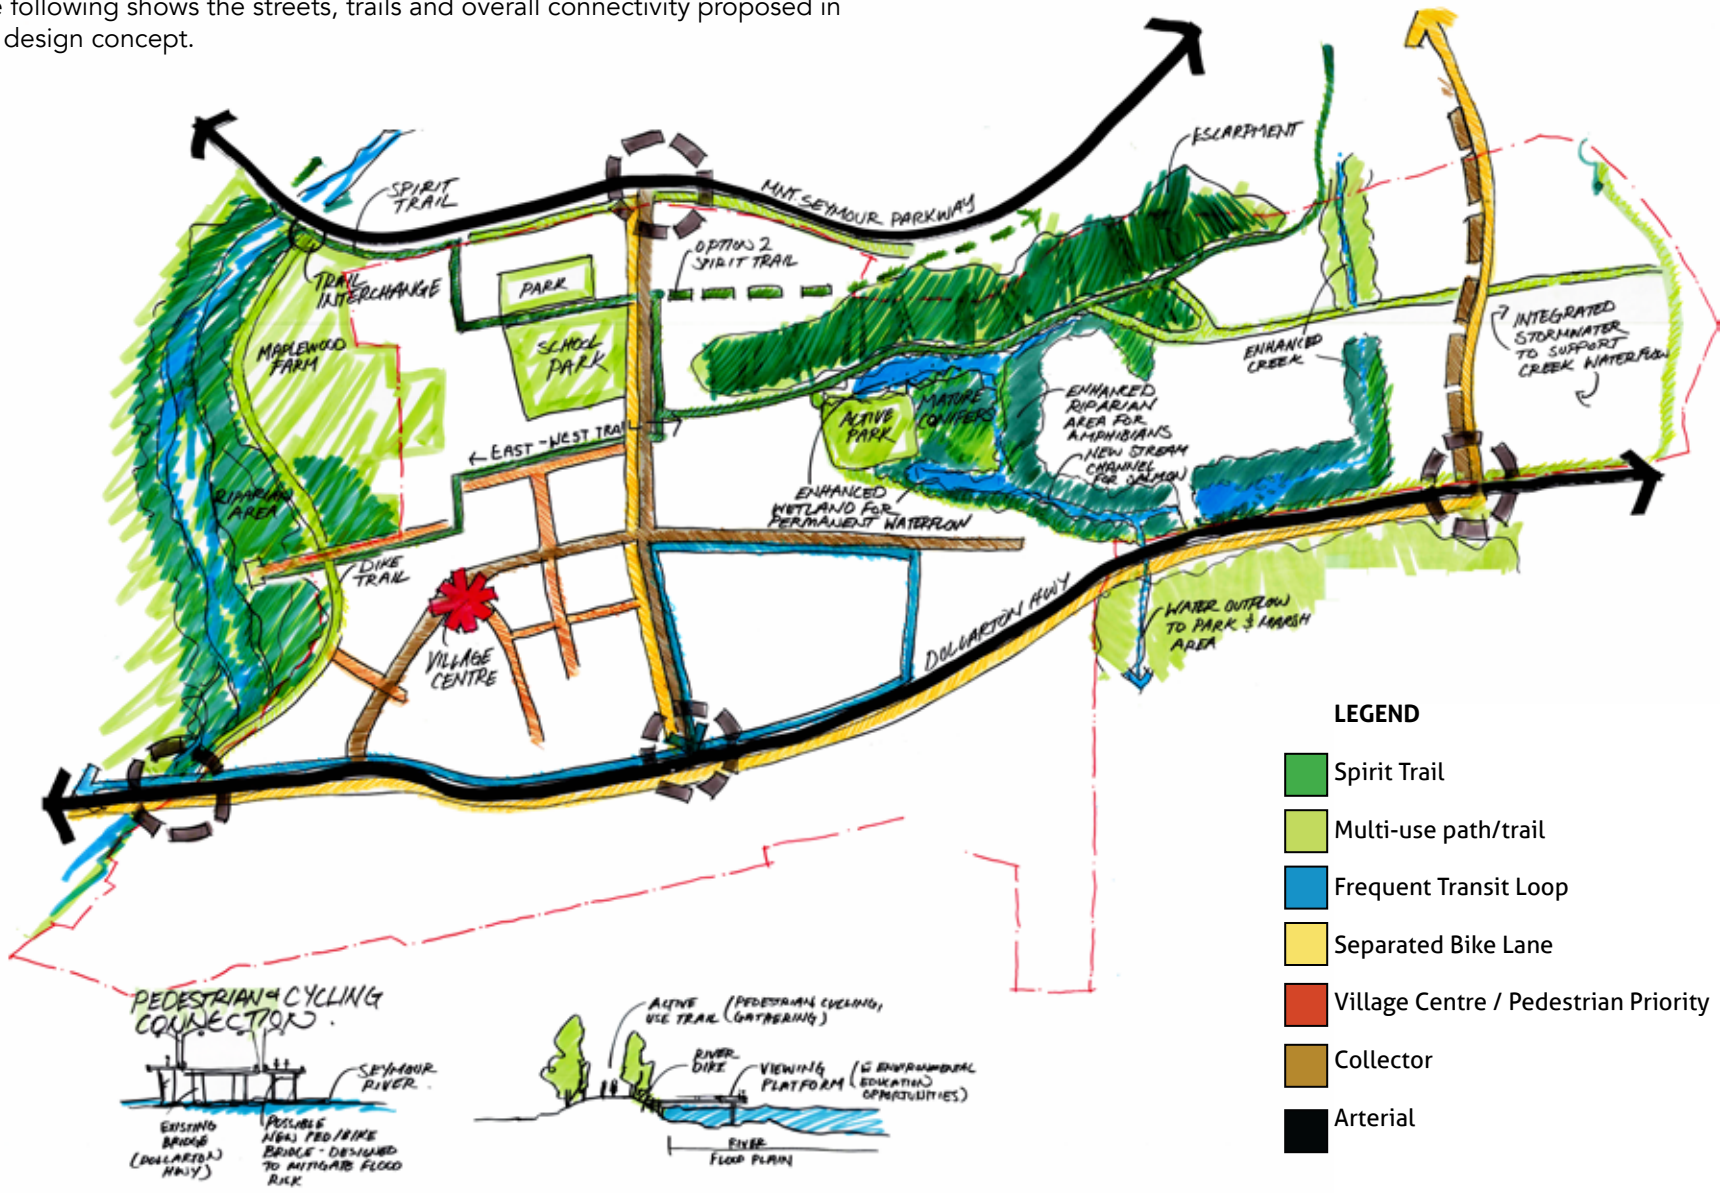 e following shows the streets, trails and overall connectivity proposed in
design concept.
ESCARPMENT
SPIRIT
TRAIL
MNT. SEYMOUR PARKWAY
OPTION 2
SPIRIT TRAIL
TRAIL
INTERCHANGE
PARK
MAPLEWOOD
FARM
SCHOOL
PARK
INTEGRATED
STORMWATER
TO SUPPORT
CREEK WATERFLOW
ENHANCED
CREEK
ENHANCED
RIPARIAN
AREA FOR
AMPHIBIANS
NEW STREAM
CHANNEL
FOR SALMON
MATURE
CONIFERS
ACTIVE
PARK
← EAST-WEST TRAIL →
RIPARIAN
AREA
ENHANCED
WETLAND FOR
PERMANENT WATERFLOW
DIKE
TRAIL
DOLLARTON HWY
WATER OUTFLOW
TO PARK & MARSH
AREA
VILLAGE
CENTRE
LEGEND
Spirit Trail
Multi-use path/trail
Frequent Transit Loop
Separated Bike Lane
Village Centre / Pedestrian Priority
Collector
Arterial
PEDESTRIAN & CYCLING
CONNECTION.
SEYMOUR
RIVER.
EXISTING
BRIDGE
(DOLLARTON
HWY)
POSSIBLE
NEW PED/BIKE
BRIDGE - DESIGNED
TO MITIGATE FLOOD
RISK
ACTIVE (PEDESTRIAN CYCLING,
USE TRAIL GATHERING)
RIVER
DIKE
VIEWING
PLATFORM
(W ENVIRONMENTAL
EDUCATION
OPPORTUNITIES)
RIVER
FLOOD PLAIN